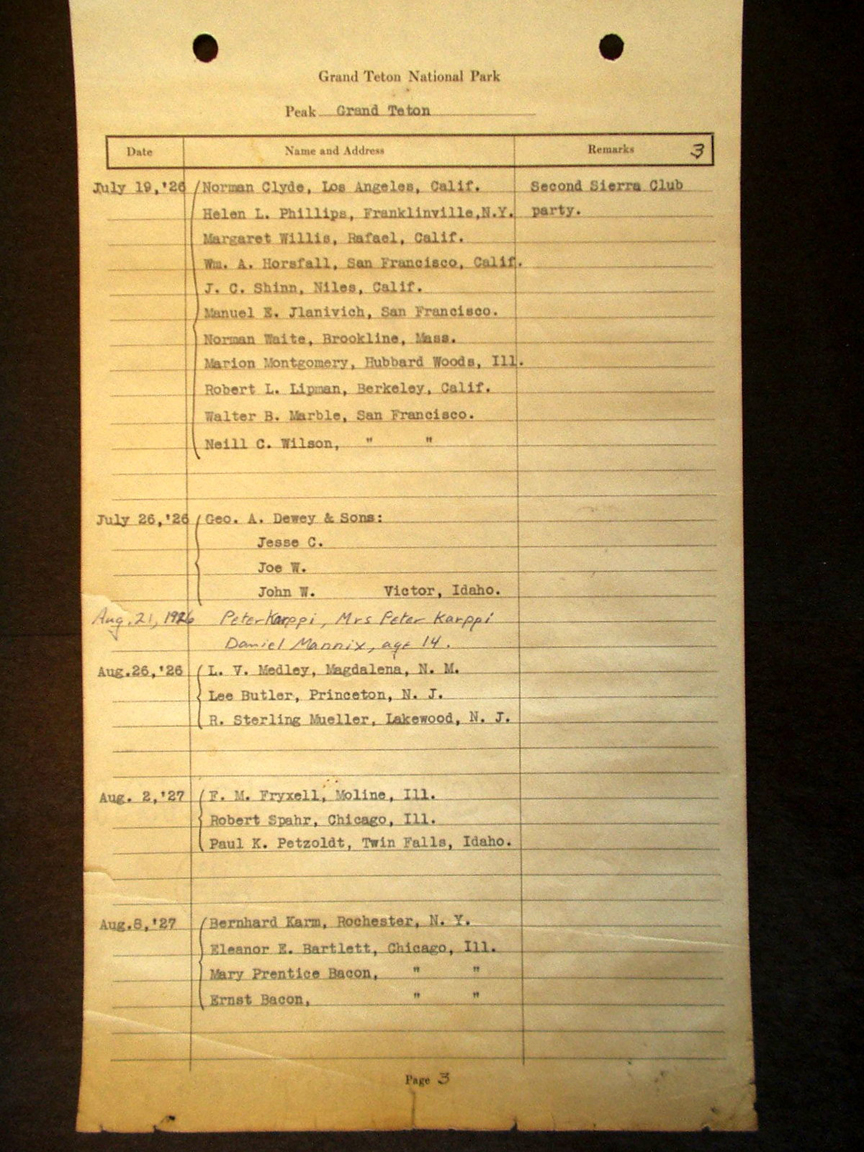 Grand Teton National Park
Peak Grand Teton
Date Name and Address Remarks 3
July 19,'26 Norman Clyde, Los Angeles, Calif. Second Sierra Club
Helen L. Phillips, Franklinville,N.Y. party.
Margaret Willis, Rafael, Calif.
Wm. A. Horsfall, San Francisco, Calif.
J. C. Shinn, Niles, Calif.
Manuel E. Jlanivich, San Francisco.
Norman Waite, Brookline, Mass.
Marion Montgomery, Hubbard Woods, Ill.
Robert L. Lipman, Berkeley, Calif.
Walter B. Marble, San Francisco.
Neill C. Wilson, " "
July 26,'26 Geo. A. Dewey & Sons:
Jesse C.
Joe W.
John W. Victor, Idaho.
Aug. 21, 1926 Peter Karppi, Mrs Peter Karppi
Daniel Mannix, age 14.
Aug.26,'26 L. V. Medley, Magdalena, N. M.
Lee Butler, Princeton, N. J.
R. Sterling Mueller, Lakewood, N. J.
Aug. 2,'27 F. M. Fryxell, Moline, Ill.
Robert Spahr, Chicago, Ill.
Paul K. Petzoldt, Twin Falls, Idaho.
Aug.8,'27 Bernhard Karm, Rochester, N. Y.
Eleanor E. Bartlett, Chicago, Ill.
Mary Prentice Bacon, " "
Ernst Bacon, " "
Page 3